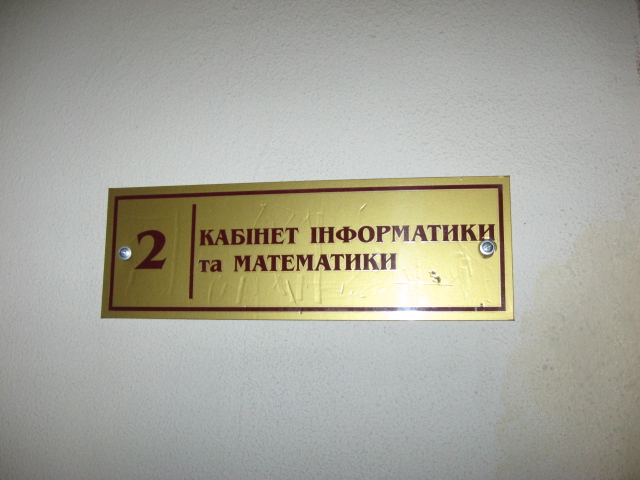 2
КАБІНЕТ ІНФОРМАТИКИ
та МАТЕМАТИКИ